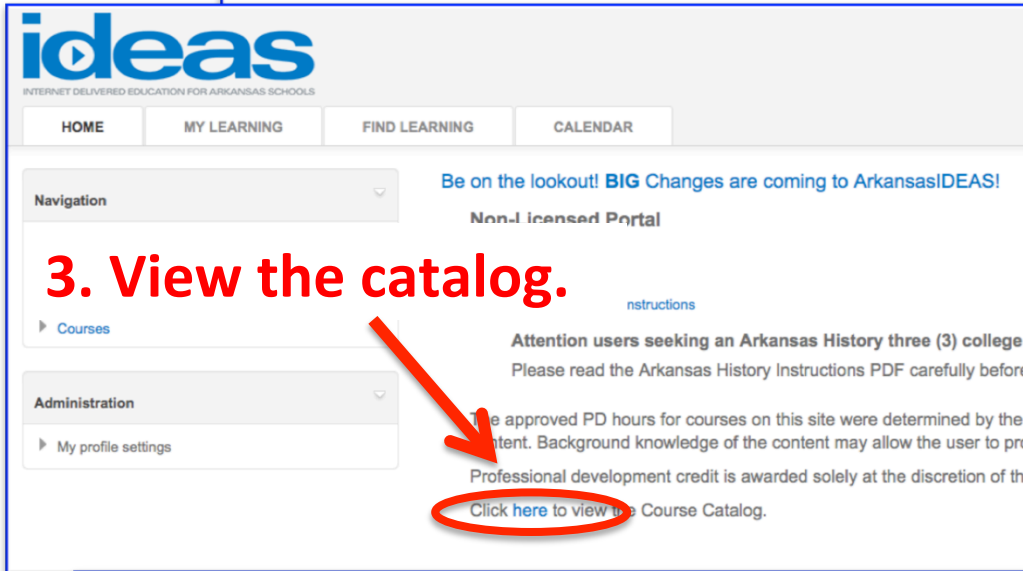 ideas
INTERNET DELIVERED EDUCATION FOR ARKANSAS SCHOOLS
HOME MY LEARNING FIND LEARNING CALENDAR
Navigation
Courses
Administration
My profile settings
Be on the lookout! BIG Changes are coming to ArkansasIDEAS!
Non-Licensed Portal
3. View the catalog.
nstructions
Attention users seeking an Arkansas History three (3) college
Please read the Arkansas History Instructions PDF carefully before
The approved PD hours for courses on this site were determined by the
content. Background knowledge of the content may allow the user to pro
Professional development credit is awarded solely at the discretion of th
Click here to view the Course Catalog.